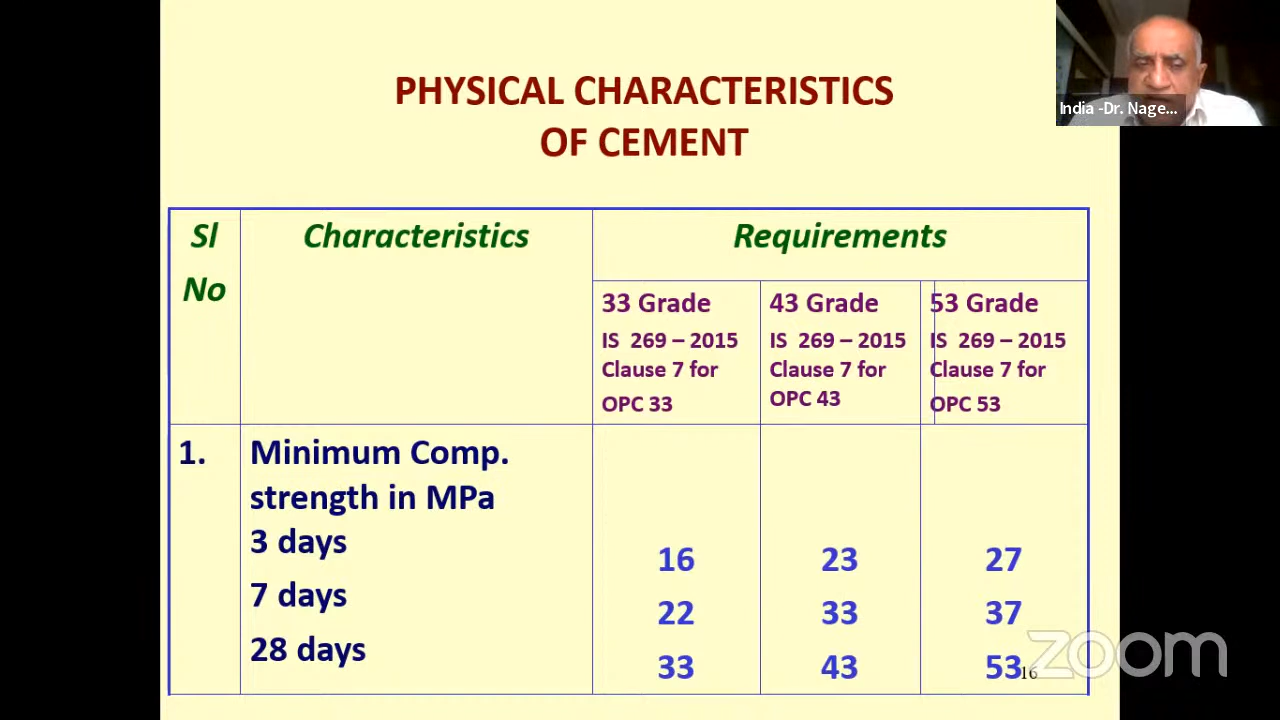 PHYSICAL CHARACTERISTICS
OF CEMENT
India -Dr. Nage...
Sl
No
Characteristics
Requirements
33 Grade
IS 269 – 2015
Clause 7 for
OPC 33
43 Grade
IS 269 – 2015
Clause 7 for
OPC 43
53 Grade
IS 269 – 2015
Clause 7 for
OPC 53
1.
Minimum Comp.
strength in MPa
3 days
16
23
27
7 days
22
33
37
28 days
33
43
53
16
zoom